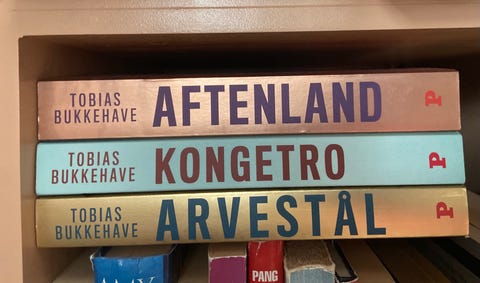 TOBIAS
BUKKEHAVE
AFTENLAND
P
TOBIAS
BUKKEHAVE
KONGETRO
P
TOBIAS
BUKKEHAVE
ARVESTÅL
P
PANG